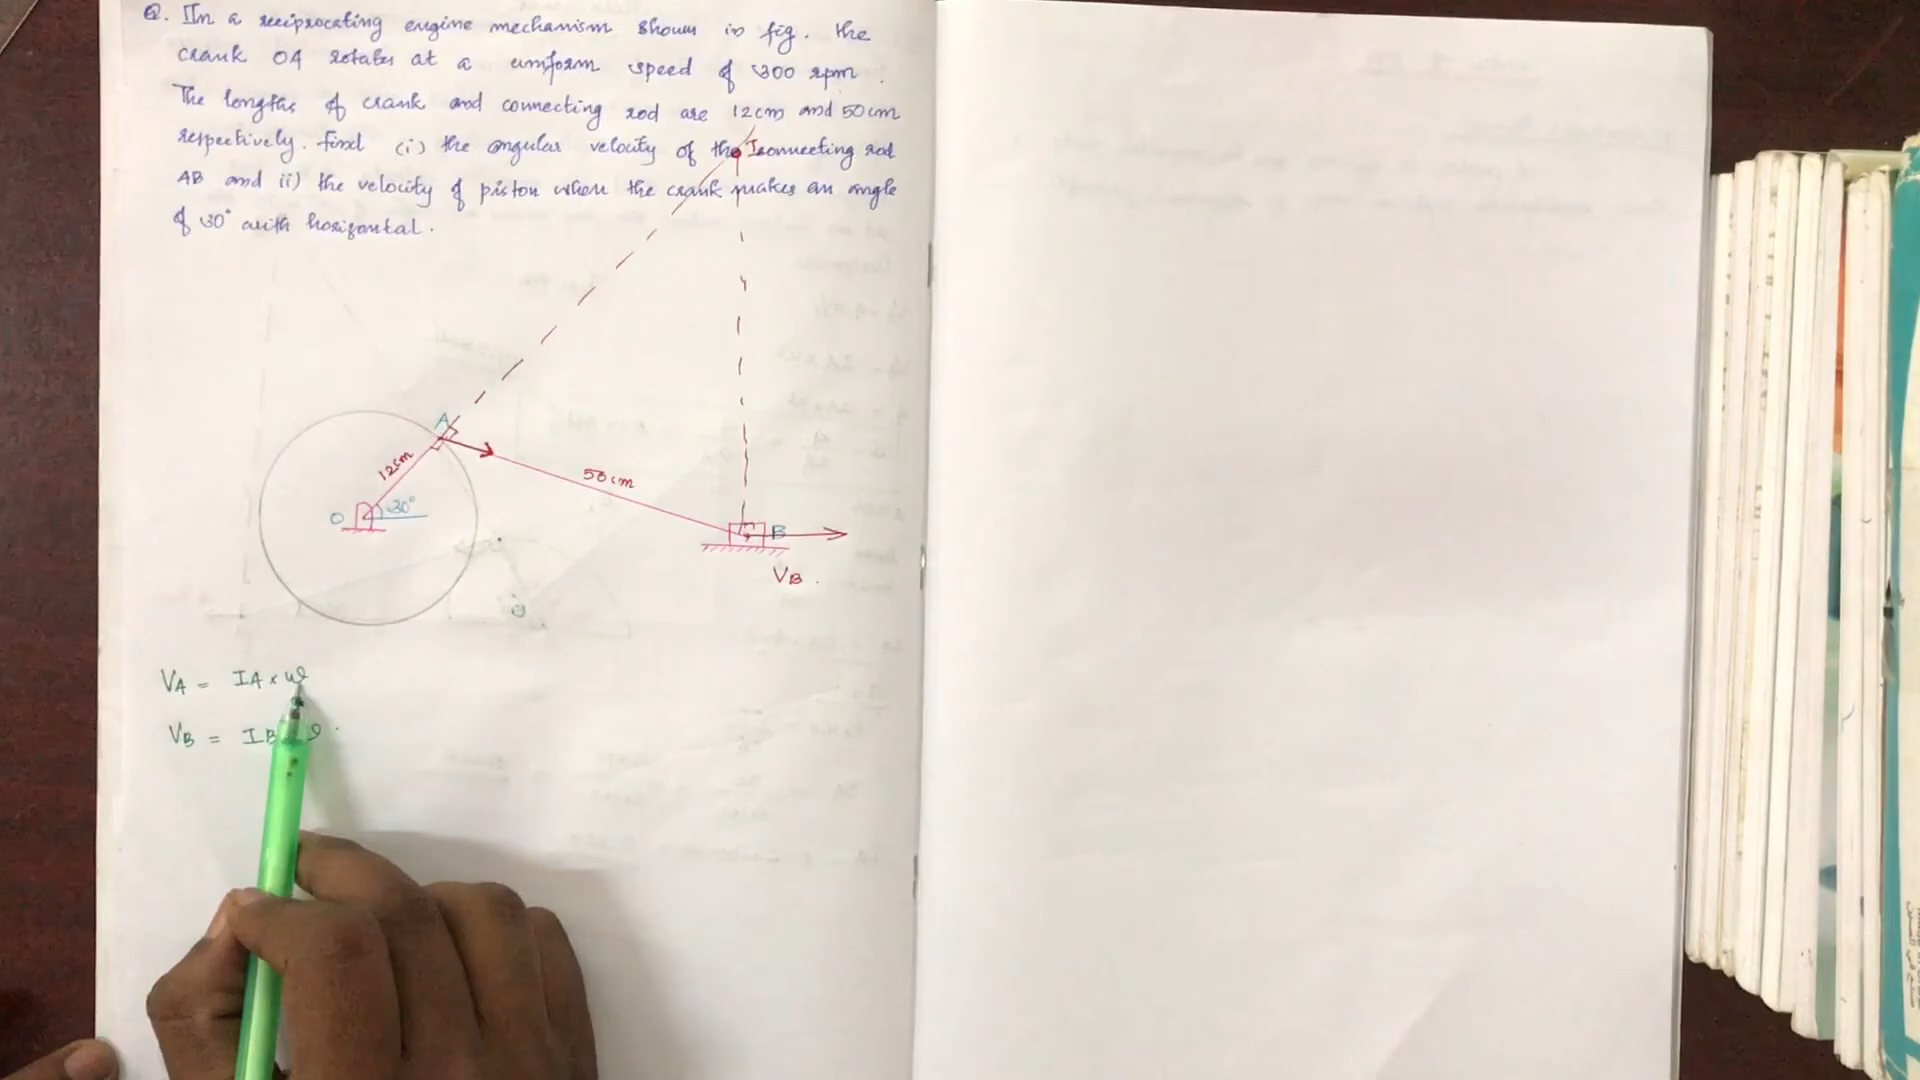 Q. In a reciprocating engine mechanism shown in fig. the
crank OA rotates at a uniform speed of 300 rpm.
The lengths of crank and connecting rod are 12cm and 50cm
respectively. find (i) the angular velocity of the connecting rod
AB and ii) the velocity of piston when the crank makes an angle
of 30° with horizontal.
I
A
12cm
50cm
O
30°
B
VB.
VA = IA × ω
VB = IB